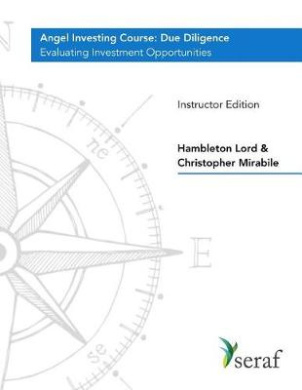 Angel Investing Course: Due Diligence
Evaluating Investment Opportunities
N
Instructor Edition
ne
Hambleton Lord &
Christopher Mirabile
E
se
seraf